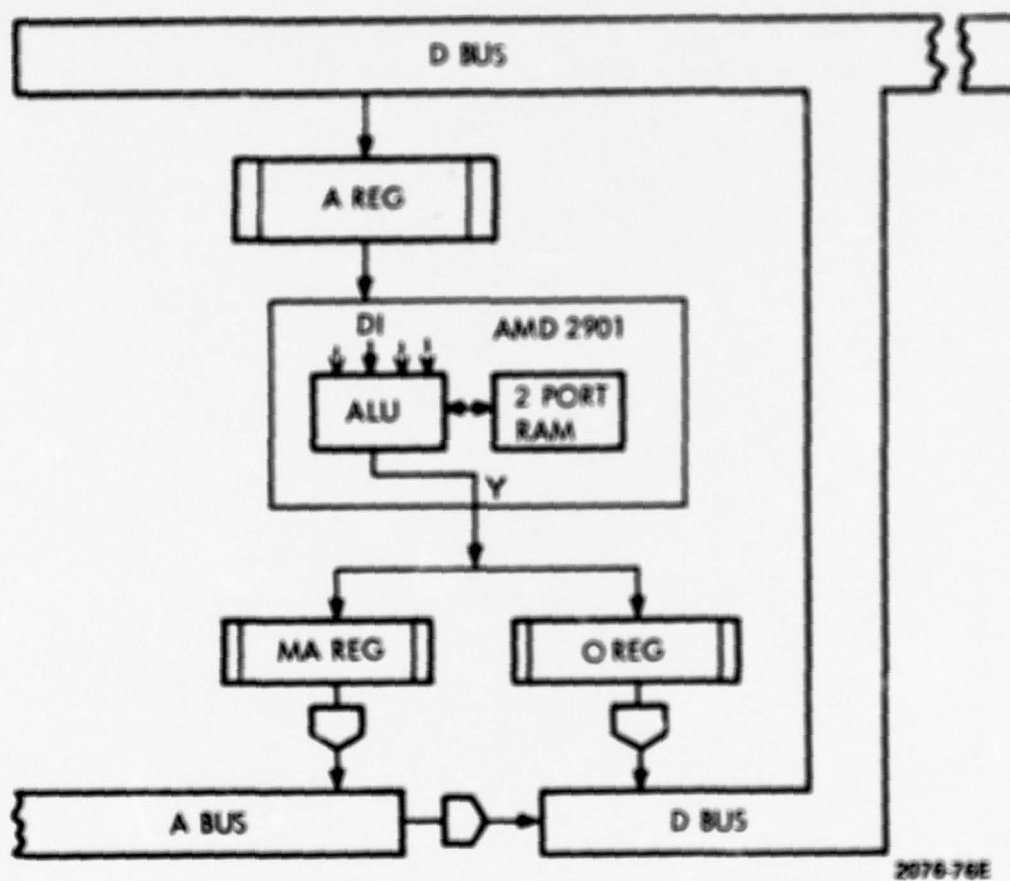 D BUS
A REG
DI
AMD 2901
ALU
2 PORT
RAM
Y
MA REG
O REG
A BUS
D BUS
2076-76E